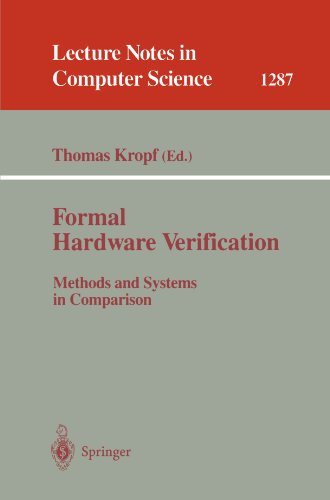 Lecture Notes in
Computer Science 1287
Thomas Kropf (Ed.)
Formal
Hardware Verification
Methods and Systems
in Comparison
Springer